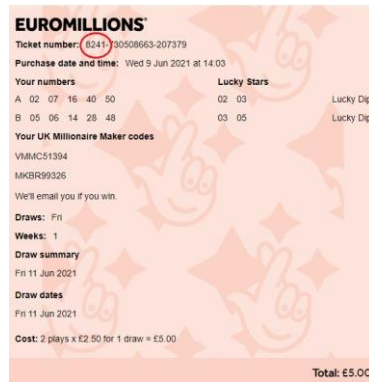 EUROMILLIONS
Ticket number: 8241-730508663-207379
Purchase date and time: Wed 9 Jun 2021 at 14:03
Your numbers Lucky Stars
A 02 07 16 40 50 02 03 Lucky Dip
B 05 06 14 28 48 03 05 Lucky Dip
Your UK Millionaire Maker codes
VMMC51394
MKBR99326
We'll email you if you win.
Draws: Fri
Weeks: 1
Draw summary
Fri 11 Jun 2021
Draw dates
Fri 11 Jun 2021
Cost: 2 plays x £2.50 for 1 draw = £5.00
Total: £5.00